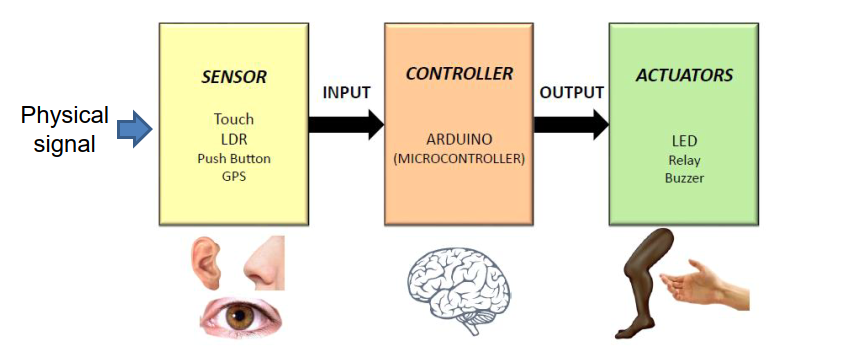 Physical
signal
SENSOR
Touch
LDR
Push Button
GPS
INPUT
CONTROLLER
ARDUINO
(MICROCONTROLLER)
OUTPUT
ACTUATORS
LED
Relay
Buzzer